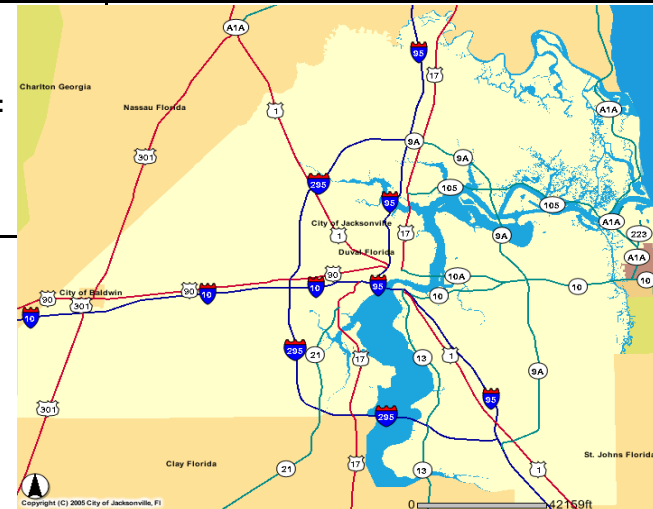 A1A
95
17
Charlton Georgia
Nassau Florida
1
A1A
301
9A
9A
295
105
95
105
City of Jacksonville
A1A
223
1
17
9A
Duval Florida
A1A
90
10A
10
90
10
95
10
10
City of Baldwin
90
10
301
10
295
21
17
13
1
9A
95
301
295
St. Johns Florida
Clay Florida
17
21
13
1
Copyright (C) 2005 City of Jacksonville, Fl
0
42159ft